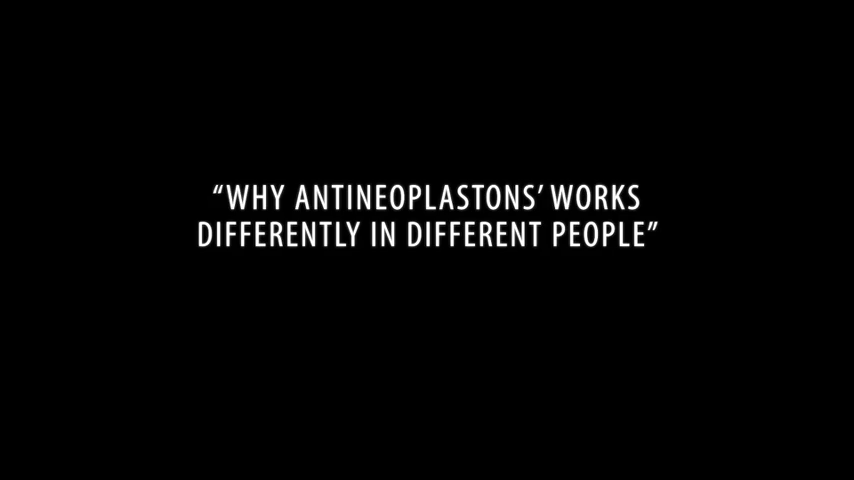 “WHY ANTINEOPLASTONS’ WORKS
DIFFERENTLY IN DIFFERENT PEOPLE”